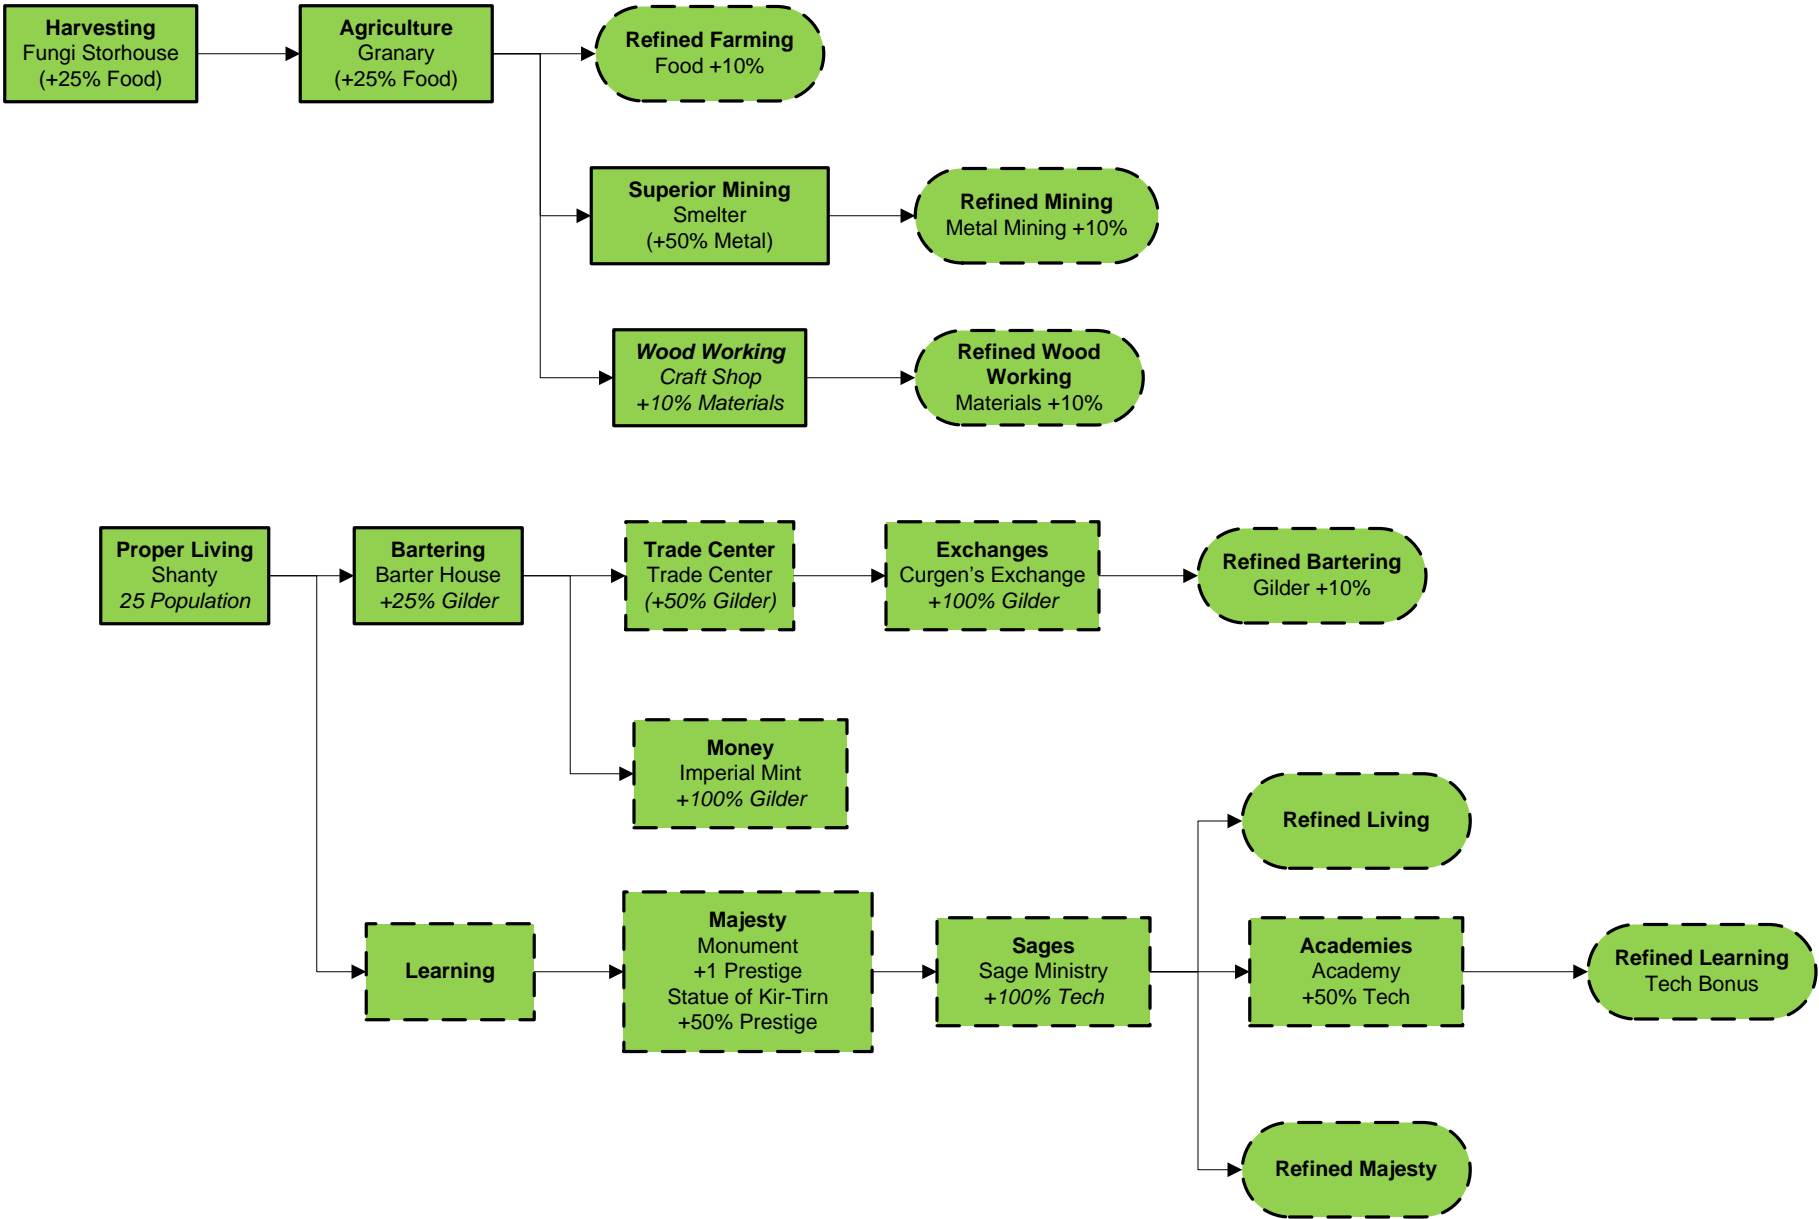 Harvesting
Fungi Storhouse
(+25% Food)
Agriculture
Granary
(+25% Food)
Refined Farming
Food +10%
Superior Mining
Smelter
(+50% Metal)
Refined Mining
Metal Mining +10%
Wood Working
Craft Shop
+10% Materials
Refined Wood
Working
Materials +10%
Proper Living
Shanty
25 Population
Bartering
Barter House
+25% Gilder
Trade Center
Trade Center
(+50% Gilder)
Exchanges
Curgen's Exchange
+100% Gilder
Refined Bartering
Gilder +10%
Money
Imperial Mint
+100% Gilder
Refined Living
Learning
Majesty
Monument
+1 Prestige
Statue of Kir-Tirn
+50% Prestige
Sages
Sage Ministry
+100% Tech
Academies
Academy
+50% Tech
Refined Learning
Tech Bonus
Refined Majesty